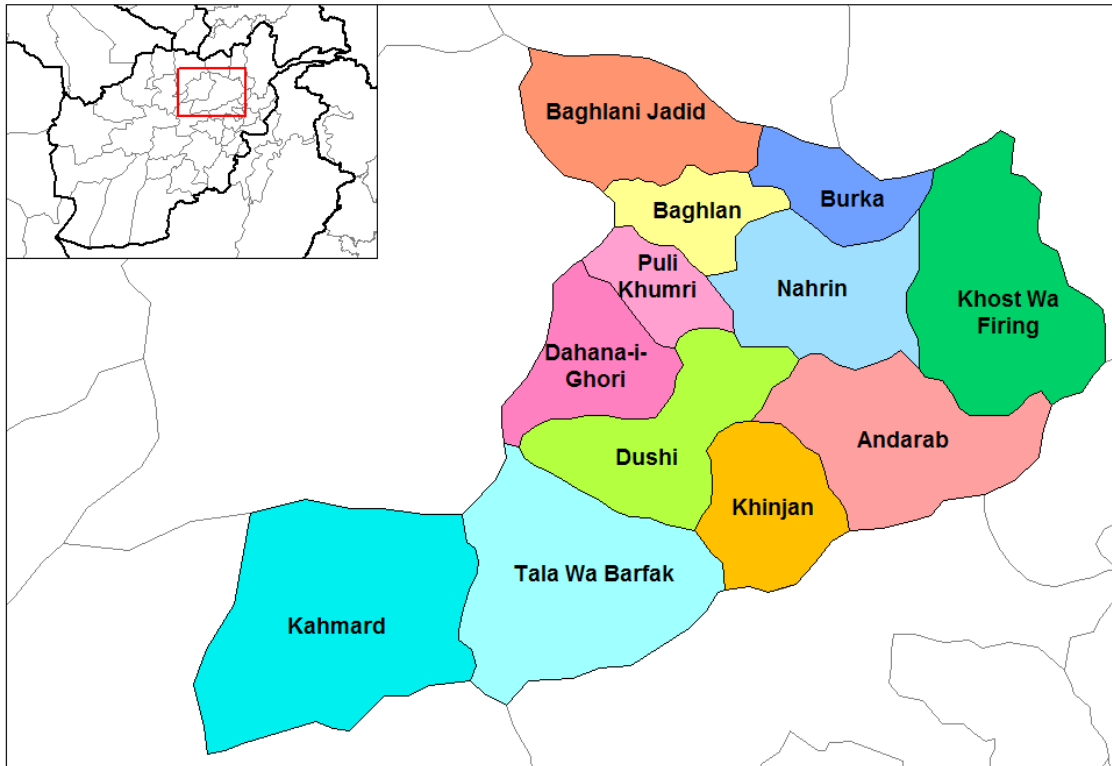 Baghlani Jadid
Burka
Baghlan
Puli
Khumri
Nahrin
Khost Wa
Firing
Dahana-i-
Ghori
Andarab
Dushi
Khinjan
Tala Wa Barfak
Kahmard